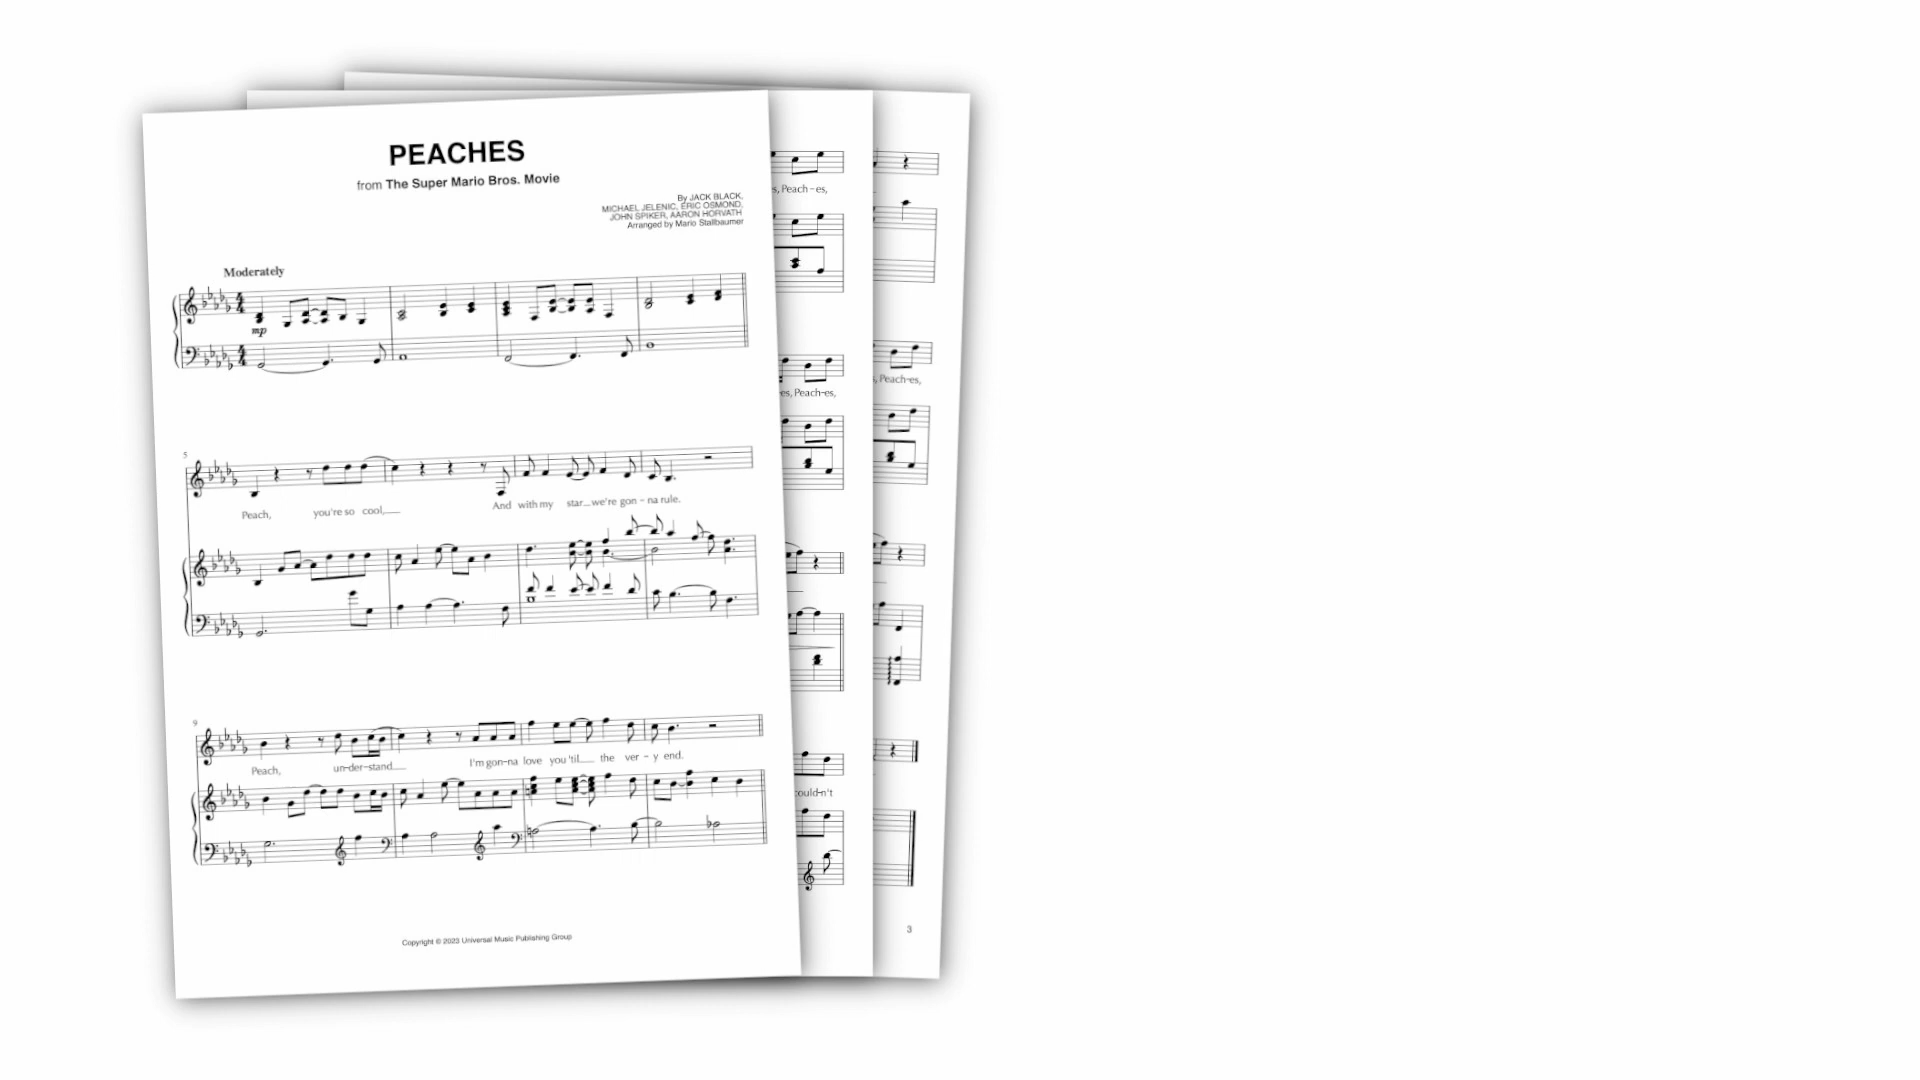 PEACHES
from The Super Mario Bros. Movie
By JACK BLACK,
MICHAEL JELENIC, ERIC OSMOND,
JOHN SPIKER, AARON HORVATH
Arranged by Mario Stallbaumer
Moderately
mp
5
Peach, you're so cool, And with my star we're gon - na rule.
9
Peach, un-der-stand I'm gon-na love you 'til the ver - y end.
Copyright © 2023 Universal Music Publishing Group
Peach - es,
Peach-es,
Peach-es,
3